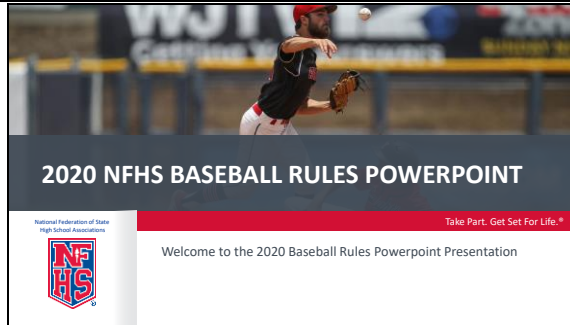 2020 NFHS BASEBALL RULES POWERPOINT
National Federation of State
High School Associations
Take Part. Get Set For Life.®
NFHS
Welcome to the 2020 Baseball Rules Powerpoint Presentation